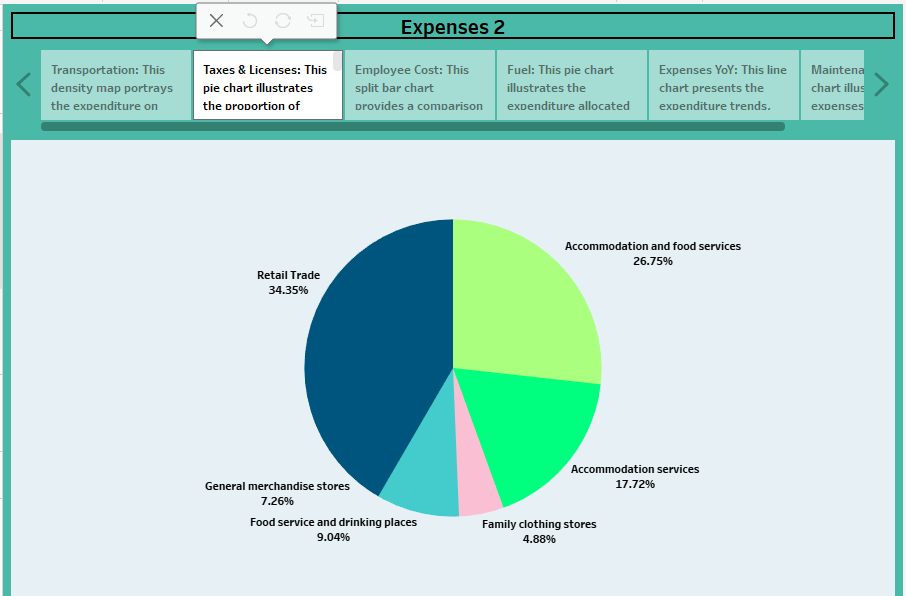 Expenses 2
Transportation: This
density map portrays
the expenditure on
Taxes & Licenses: This
pie chart illustrates
the proportion of
Employee Cost: This
split bar chart
provides a comparison
Fuel: This pie chart
illustrates the
expenditure allocated
Expenses YoY: This line
chart presents the
expenditure trends.
Maintena
chart illus
expenses
Accommodation and food services
26.75%
Retail Trade
34.35%
Accommodation services
17.72%
General merchandise stores
7.26%
Food service and drinking places
9.04%
Family clothing stores
4.88%